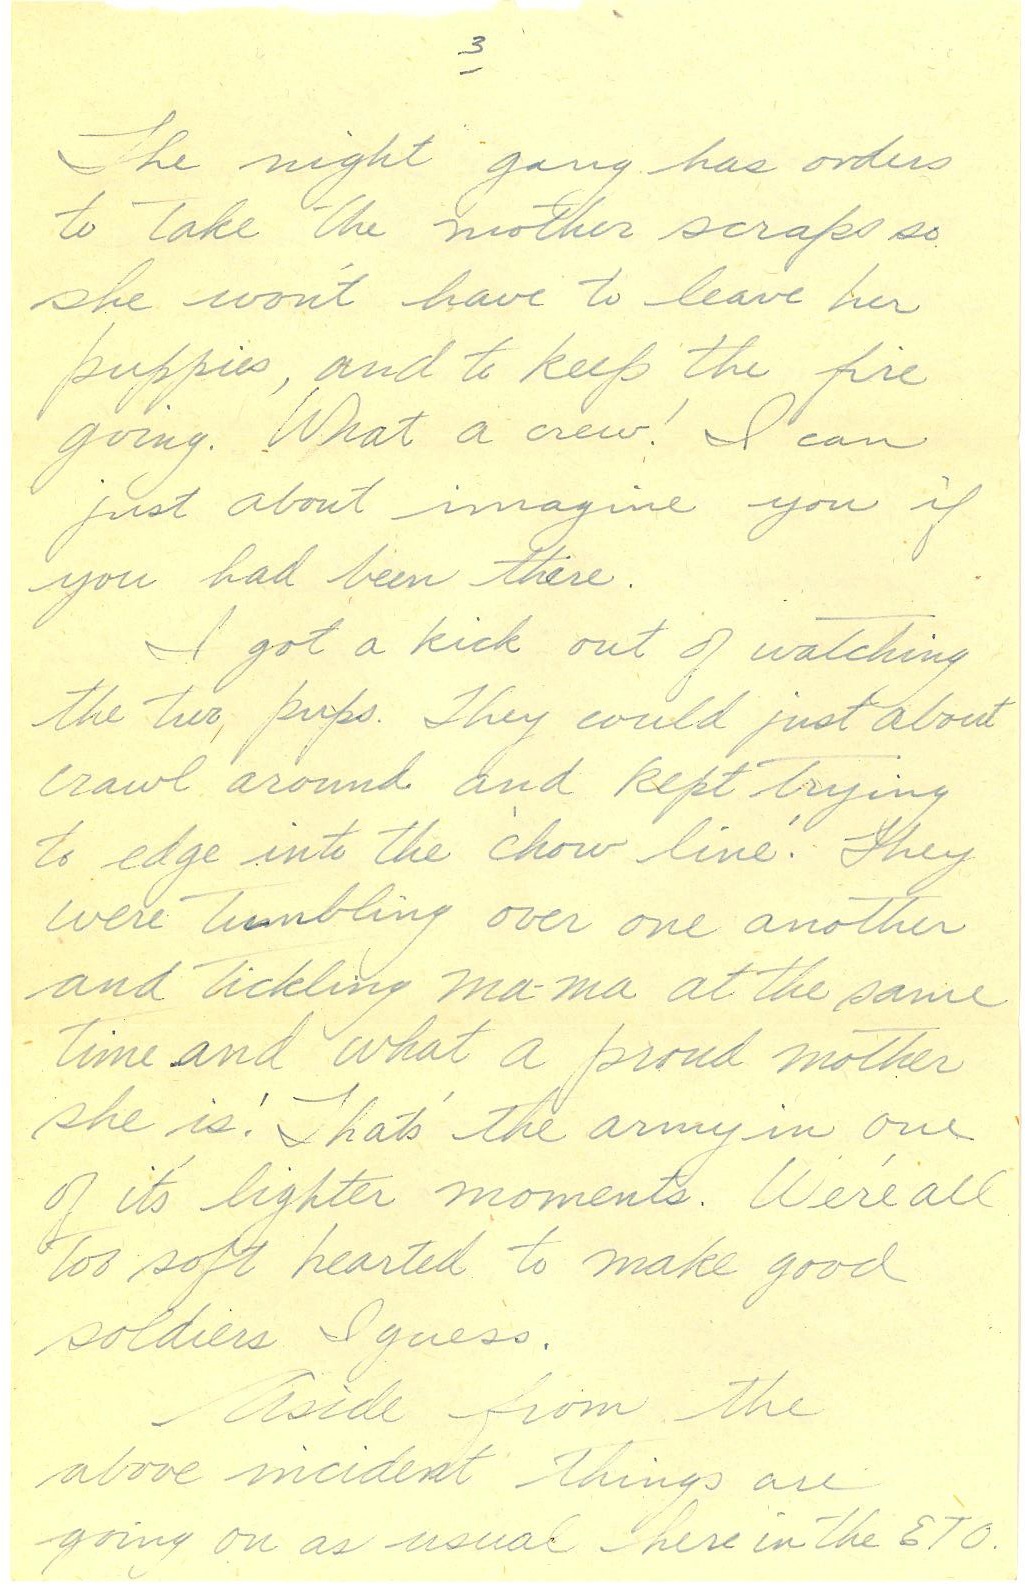 3
The night gang has orders
to take the mother scraps so
she won't have to leave her
puppies, and to keep the fire
going. What a crew! I can
just about imagine you if
you had been there.
I got a kick out of watching
the two pups. They could just about
crawl around and kept trying
to edge into the 'chow line'. They
were tumbling over one another
and tickling ma-ma at the same
time and what a proud mother
she is! That's the army in one
of it's lighter moments. We're all
too soft hearted to make good
soldiers I guess.
Aside from the
above incident things are
going on as usual here in the ETO.